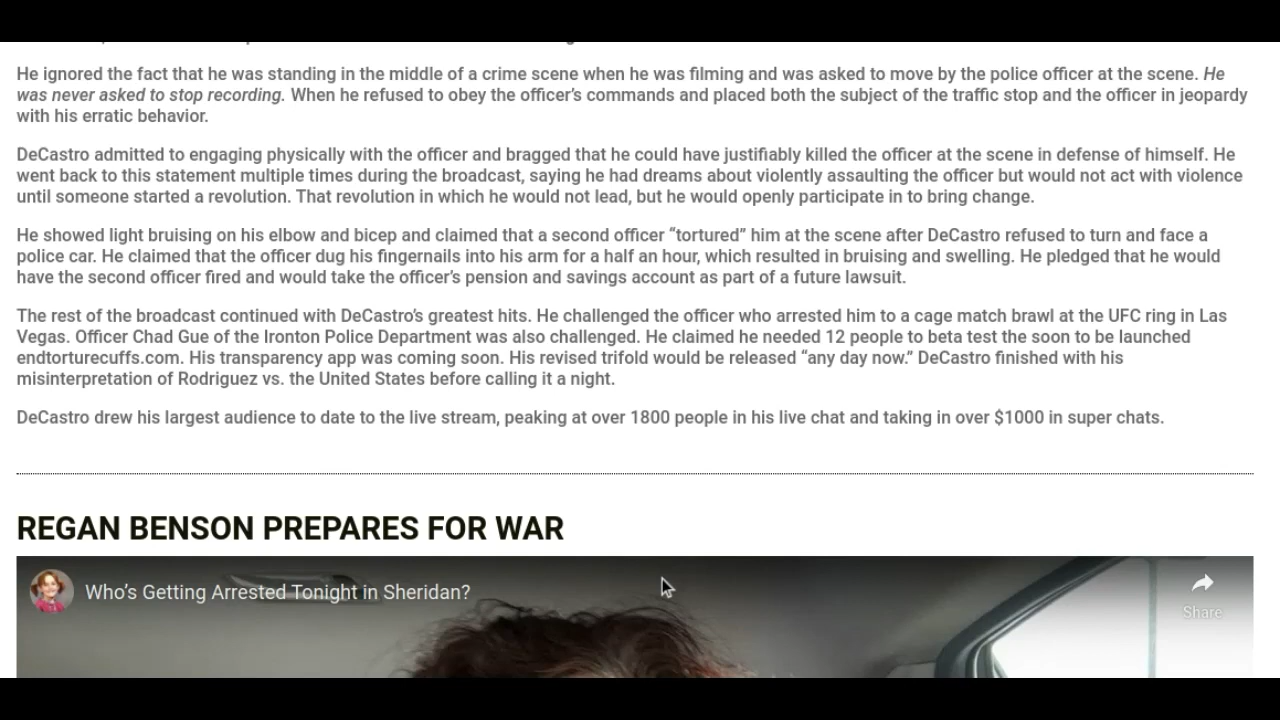 He ignored the fact that he was standing in the middle of a crime scene when he was filming and was asked to move by the police officer at the scene. He
was never asked to stop recording. When he refused to obey the officer’s commands and placed both the subject of the traffic stop and the officer in jeopardy
with his erratic behavior.
DeCastro admitted to engaging physically with the officer and bragged that he could have justifiably killed the officer at the scene in defense of himself. He
went back to this statement multiple times during the broadcast, saying he had dreams about violently assaulting the officer but would not act with violence
until someone started a revolution. That revolution in which he would not lead, but he would openly participate in to bring change.
He showed light bruising on his elbow and bicep and claimed that a second officer “tortured” him at the scene after DeCastro refused to turn and face a
police car. He claimed that the officer dug his fingernails into his arm for a half an hour, which resulted in bruising and swelling. He pledged that he would
have the second officer fired and would take the officer’s pension and savings account as part of a future lawsuit.
The rest of the broadcast continued with DeCastro’s greatest hits. He challenged the officer who arrested him to a cage match brawl at the UFC ring in Las
Vegas. Officer Chad Gue of the Ironton Police Department was also challenged. He claimed he needed 12 people to beta test the soon to be launched
endtorturecuffs.com. His transparency app was coming soon. His revised trifold would be released “any day now.” DeCastro finished with his
misinterpretation of Rodriguez vs. the United States before calling it a night.
DeCastro drew his largest audience to date to the live stream, peaking at over 1800 people in his live chat and taking in over $1000 in super chats.
REGAN BENSON PREPARES FOR WAR
Who’s Getting Arrested Tonight in Sheridan?
Share